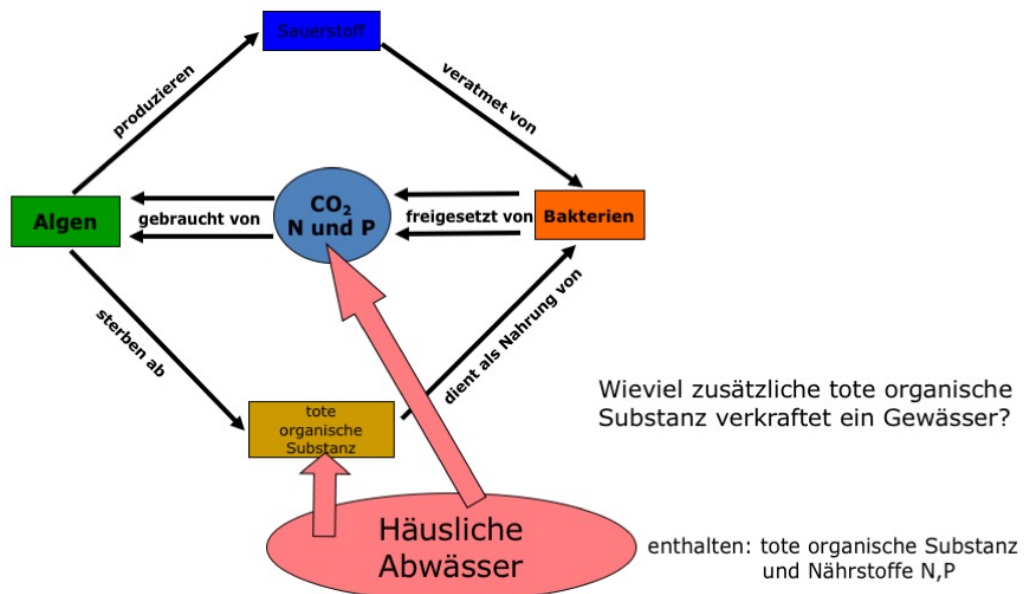 Sauerstoff
produzieren
veratmet von
Algen
gebraucht von
CO₂
N und P
freigesetzt von
Bakterien
sterben ab
dient als Nahrung von
tote
organische
Substanz
Wieviel zusätzliche tote organische
Substanz verkraftet ein Gewässer?
Häusliche
Abwässer
enthalten: tote organische Substanz
und Nährstoffe N,P